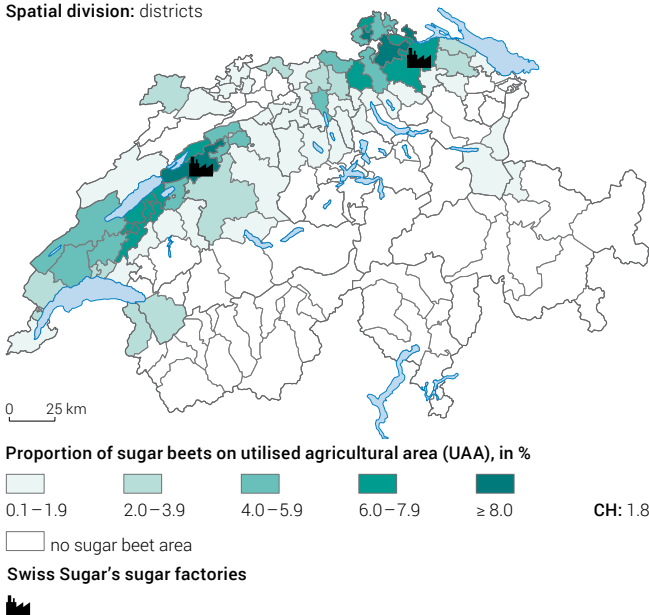 Spatial division: districts
0 25 km
Proportion of sugar beets on utilised agricultural area (UAA), in %
0.1–1.9 2.0–3.9 4.0–5.9 6.0–7.9 ≥ 8.0 CH: 1.8
no sugar beet area
Swiss Sugar's sugar factories